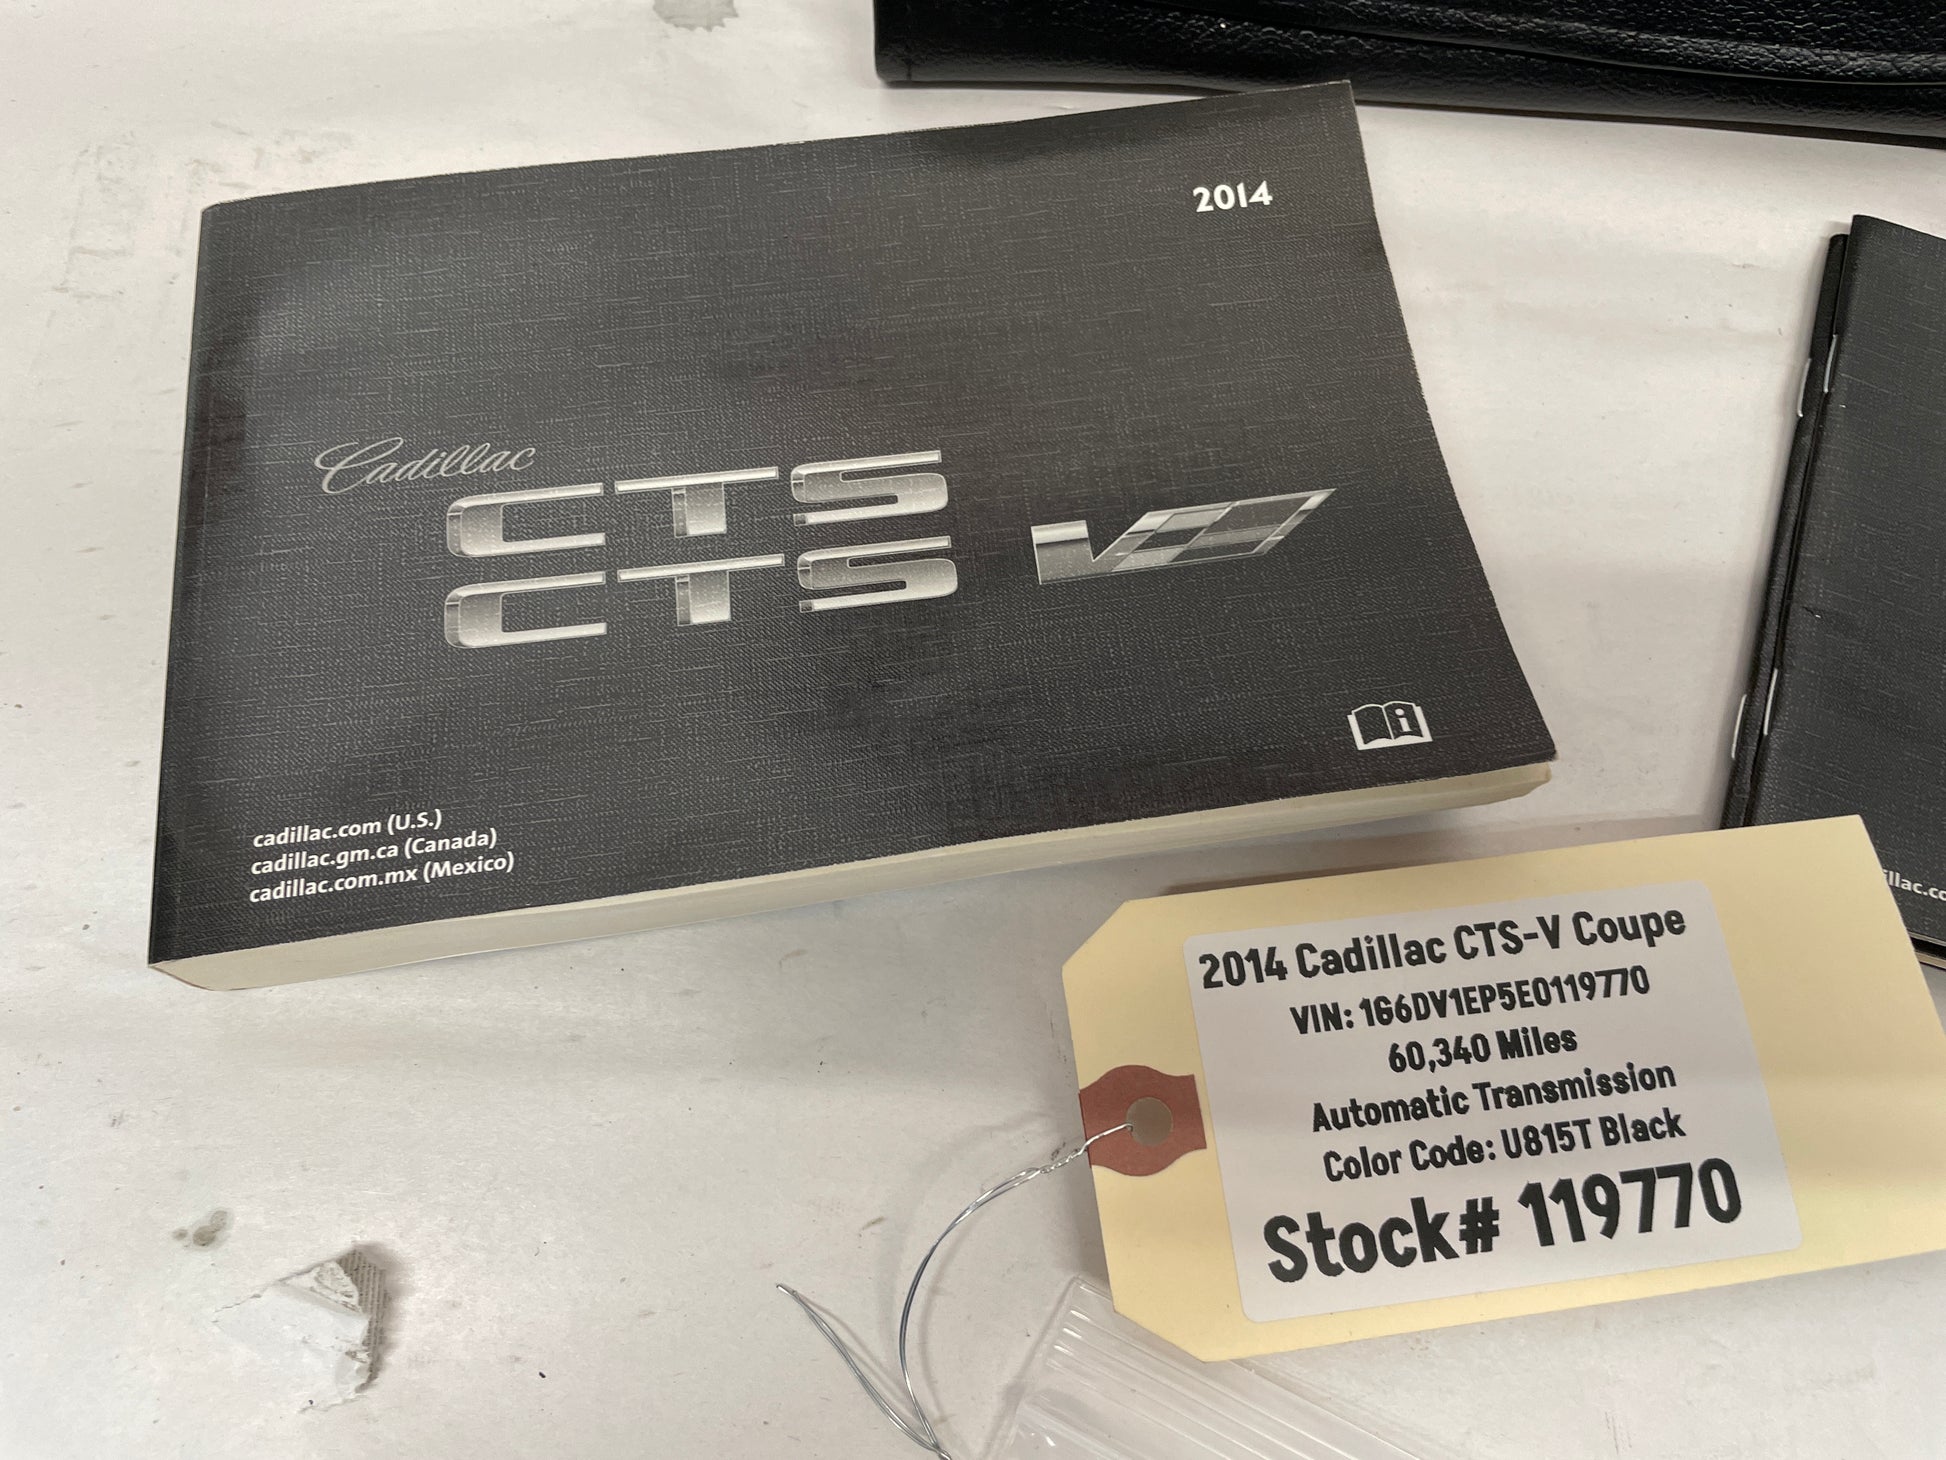 2014
Cadillac
CTS
CTS V
i
cadillac.com (U.S.)
cadillac.gm.ca (Canada)
cadillac.com.mx (Mexico)
2014 Cadillac CTS-V Coupe
VIN: 1G6DV1EP5E0119770
60,340 Miles
Automatic Transmission
Color Code: U815T Black
Stock# 119770